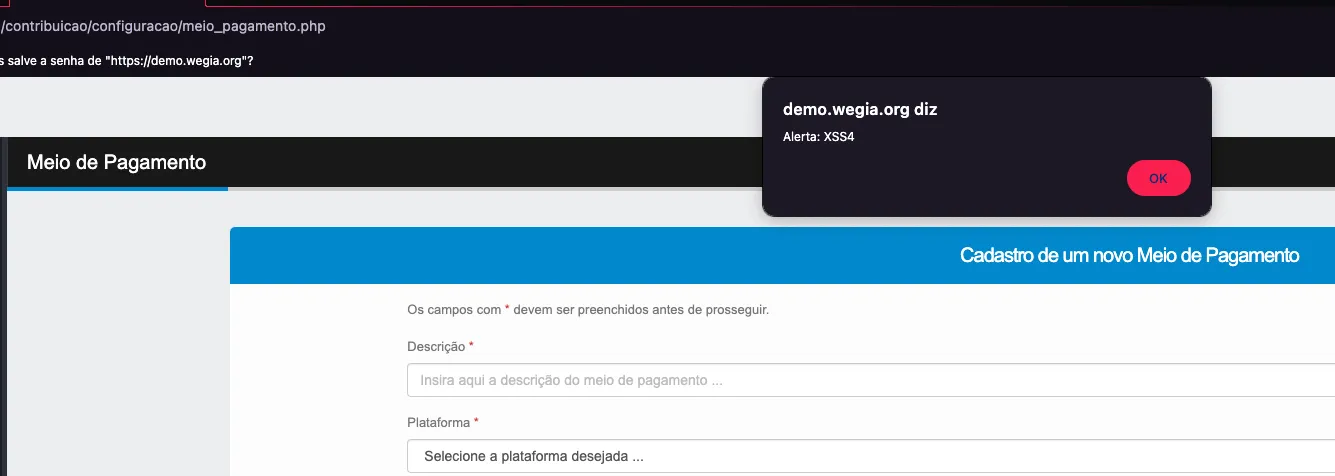 /contribuicao/configuracao/meio_pagamento.php
s salve a senha de "https://demo.wegia.org"?
demo.wegia.org diz
Alerta: XSS4
OK
Meio de Pagamento
Cadastro de um novo Meio de Pagamento
Os campos com * devem ser preenchidos antes de prosseguir.
Descrição *
Insira aqui a descrição do meio de pagamento ...
Plataforma *
Selecione a plataforma desejada ...